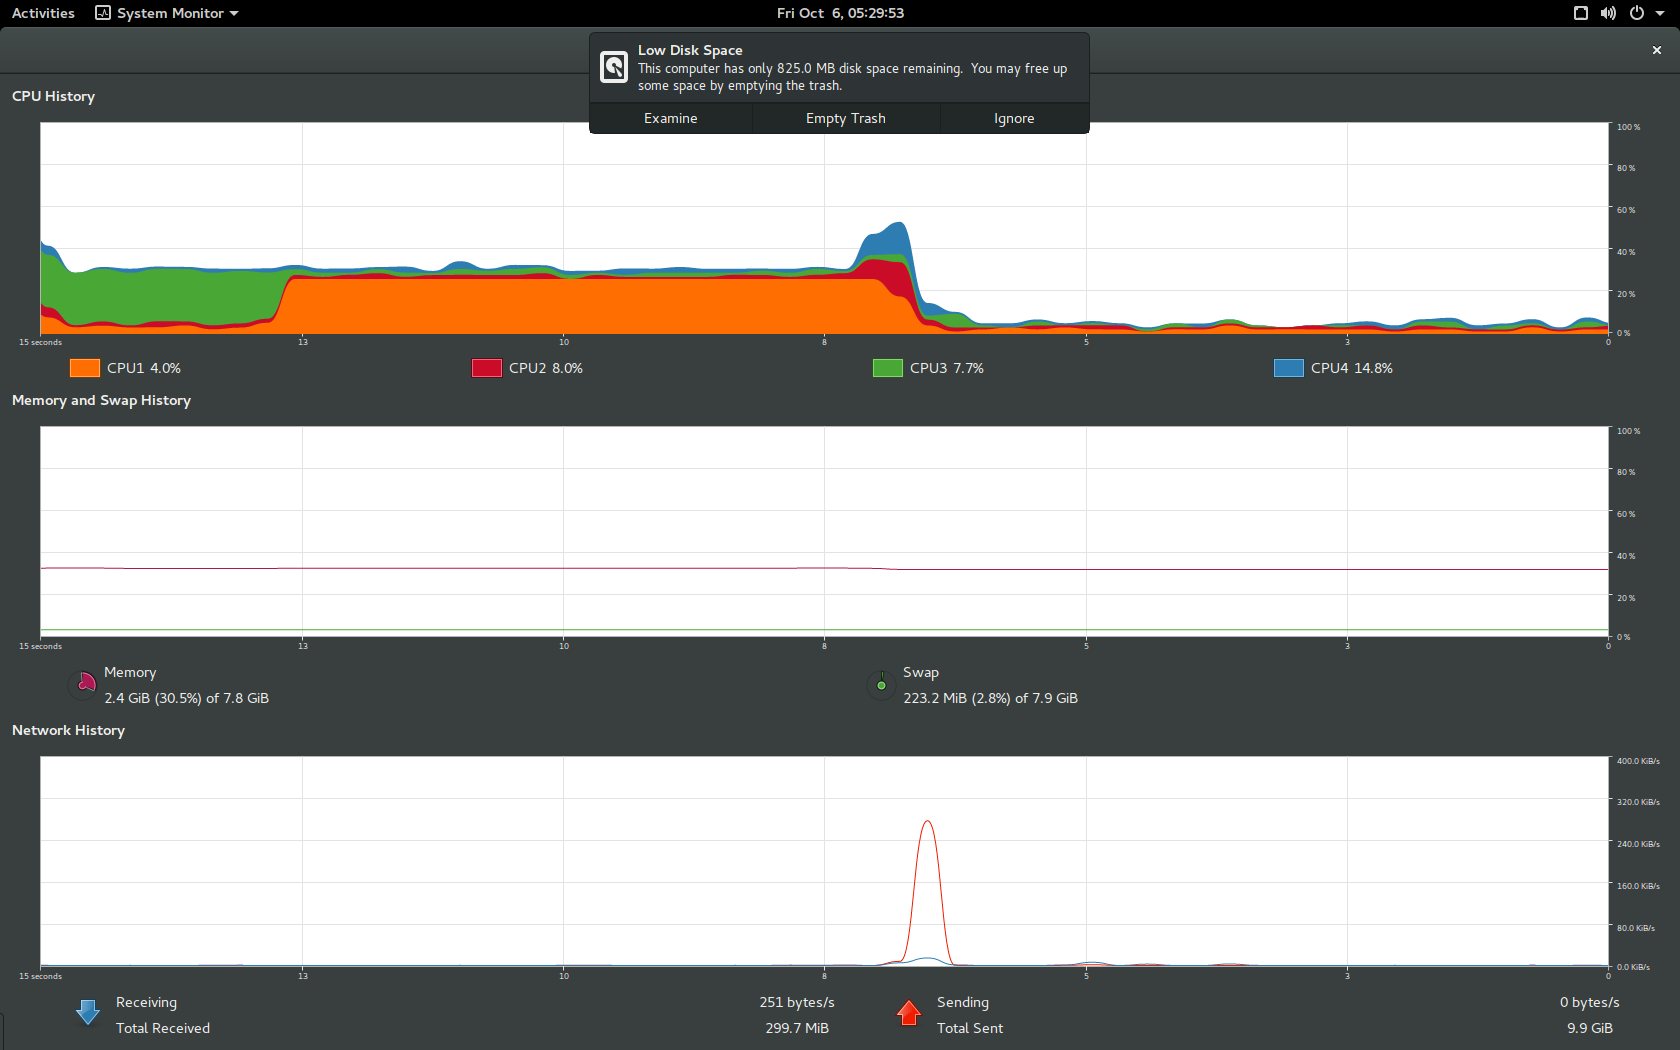 Activities System Monitor Fri Oct 6, 05:29:53
Low Disk Space
This computer has only 825.0 MB disk space remaining. You may free up
some space by emptying the trash.
Examine Empty Trash Ignore
CPU History
100 %
80 %
60 %
40 %
20 %
0 %
15 seconds 13 10 8 5 3 0
CPU1 4.0% CPU2 8.0% CPU3 7.7% CPU4 14.8%
Memory and Swap History
100 %
80 %
60 %
40 %
20 %
0 %
15 seconds 13 10 8 5 3 0
Memory Swap
2.4 GiB (30.5%) of 7.8 GiB 223.2 MiB (2.8%) of 7.9 GiB
Network History
400.0 KiB/s
320.0 KiB/s
240.0 KiB/s
160.0 KiB/s
80.0 KiB/s
0.0 KiB/s
15 seconds 13 10 8 5 3 0
Receiving 251 bytes/s Sending 0 bytes/s
Total Received 299.7 MiB Total Sent 9.9 GiB